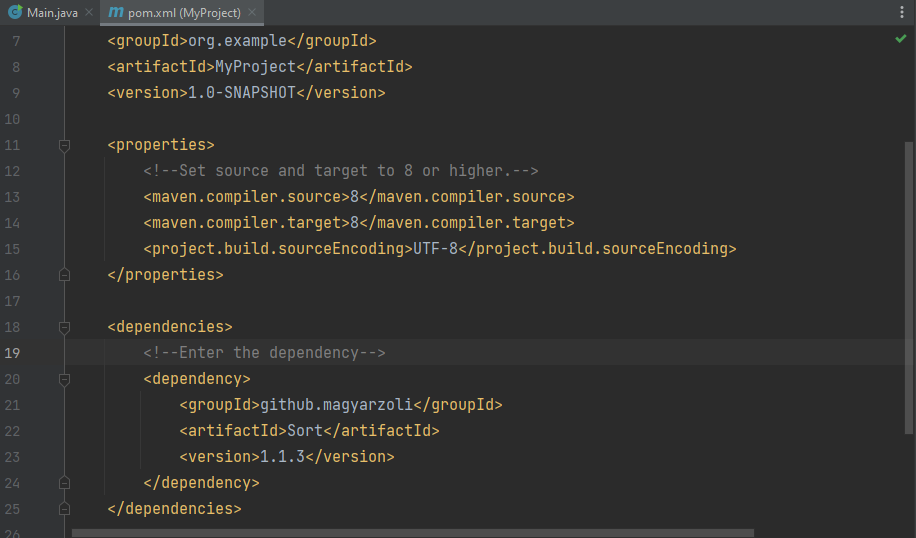 Main.java pom.xml (MyProject)
7 <groupId>org.example</groupId>
8 <artifactId>MyProject</artifactId>
9 <version>1.0-SNAPSHOT</version>
10
11 <properties>
12 <!--Set source and target to 8 or higher.-->
13 <maven.compiler.source>8</maven.compiler.source>
14 <maven.compiler.target>8</maven.compiler.target>
15 <project.build.sourceEncoding>UTF-8</project.build.sourceEncoding>
16 </properties>
17
18 <dependencies>
19 <!--Enter the dependency-->
20 <dependency>
21 <groupId>github.magyarzoli</groupId>
22 <artifactId>Sort</artifactId>
23 <version>1.1.3</version>
24 </dependency>
25 </dependencies>
26